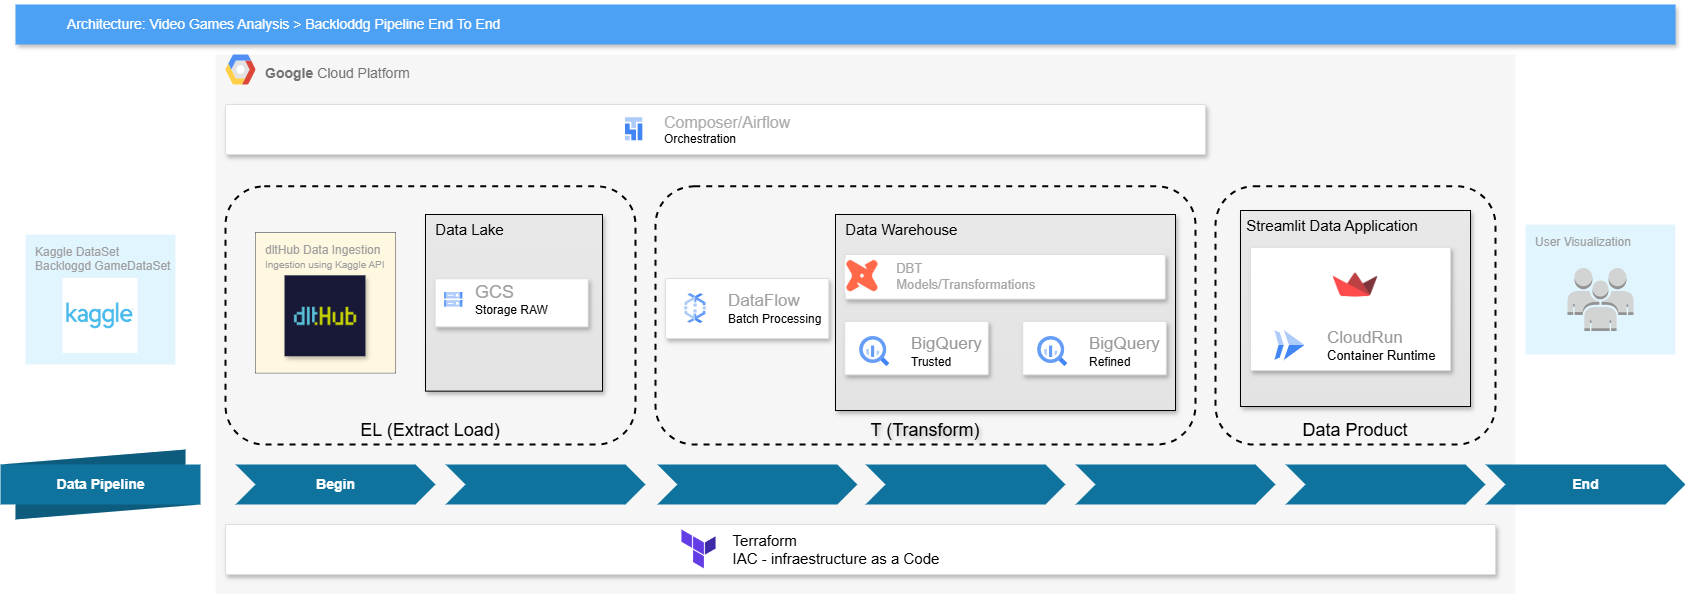 Architecture: Video Games Analysis > Backloddg Pipeline End To End
Google Cloud Platform
Composer/Airflow
Orchestration
Kaggle DataSet
Backloggd GameDataSet
kaggle
dltHub Data Ingestion
Ingestion using Kaggle API
dltHub
Data Lake
GCS
Storage RAW
EL (Extract Load)
DataFlow
Batch Processing
Data Warehouse
DBT
Models/Transformations
BigQuery
Trusted
BigQuery
Refined
T (Transform)
Streamlit Data Application
CloudRun
Container Runtime
Data Product
User Visualization
Data Pipeline
Begin
End
Terraform
IAC - infraestructure as a Code